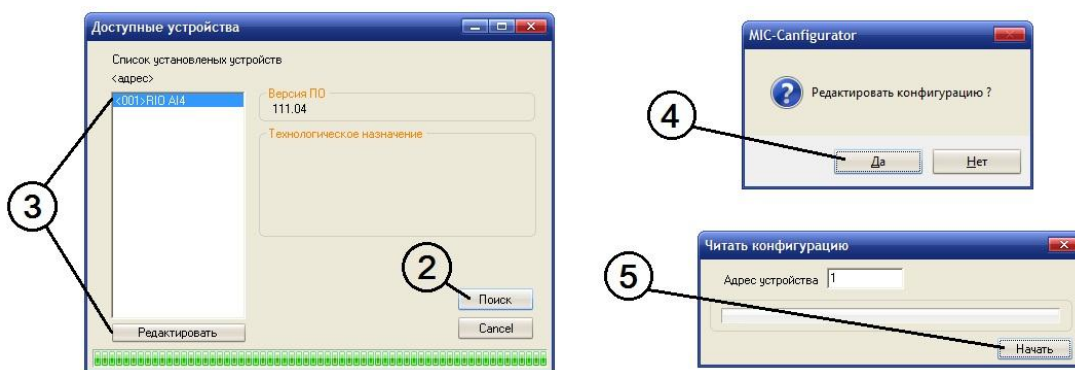 Доступные устройства
Список установленых устройств
<адрес>
<001>RIO AI4
Версия ПО
111.04
Технологическое назначение
3
2
Поиск
Редактировать
Cancel
MIC-Canfigurator
Редактировать конфигурацию ?
4
Да
Нет
Читать конфигурацию
5
Адрес устройства 1
Начать